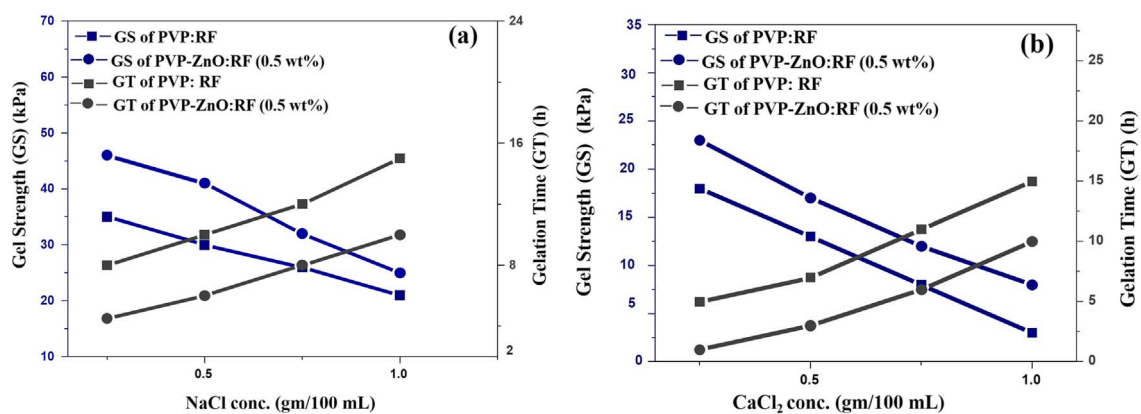 (a)
GS of PVP:RF
GS of PVP-ZnO:RF (0.5 wt%)
GT of PVP: RF
GT of PVP-ZnO:RF (0.5 wt%)
Gel Strength (GS) (kPa)
70
60
50
40
30
20
10
Gelation Time (GT) (h)
24
16
8
2
0.5
1.0
NaCl conc. (gm/100 mL)
(b)
GS of PVP:RF
GS of PVP-ZnO:RF (0.5 wt%)
GT of PVP: RF
GT of PVP-ZnO:RF (0.5 wt%)
Gel Strength (GS) (kPa)
35
30
25
20
15
10
5
0
Gelation Time (GT) (h)
25
20
15
10
5
0
0.5
1.0
CaCl₂ conc. (gm/100 mL)